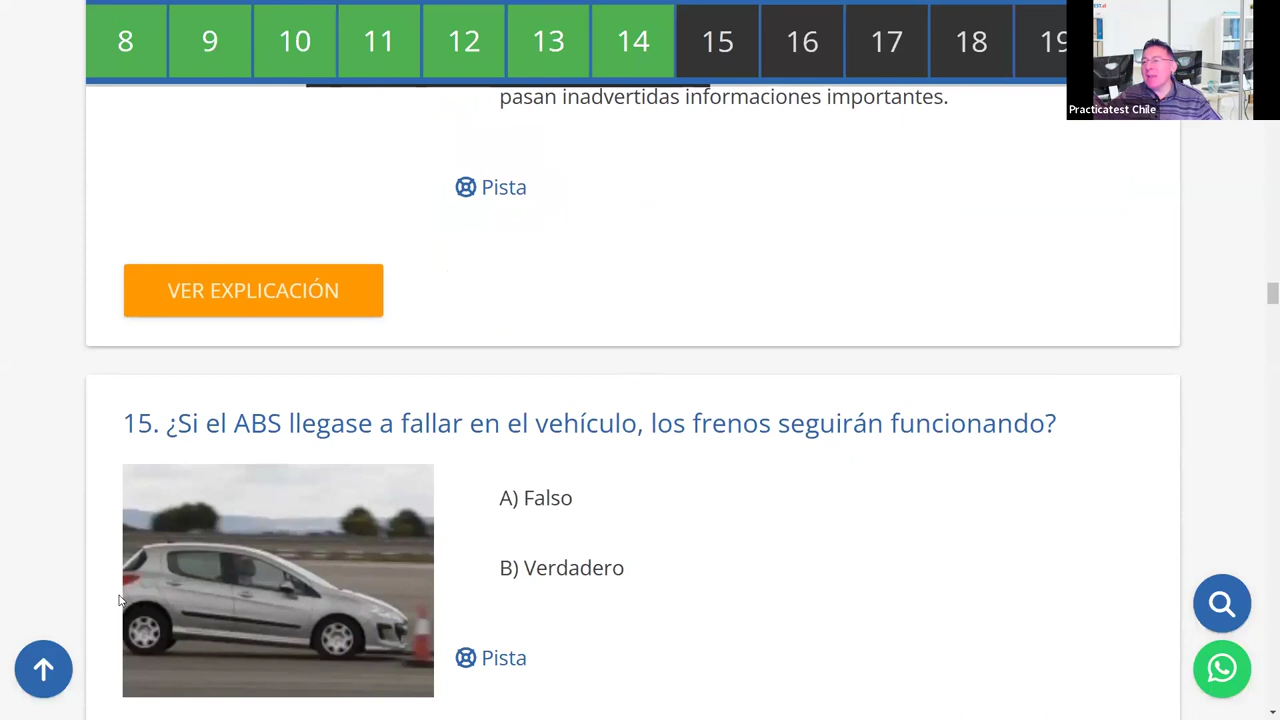 8 9 10 11 12 13 14 15 16 17 18 19
Practicatest Chile
pasan inadvertidas informaciones importantes.
Pista
VER EXPLICACIÓN
15. ¿Si el ABS llegase a fallar en el vehículo, los frenos seguirán funcionando?
A) Falso
B) Verdadero
Pista